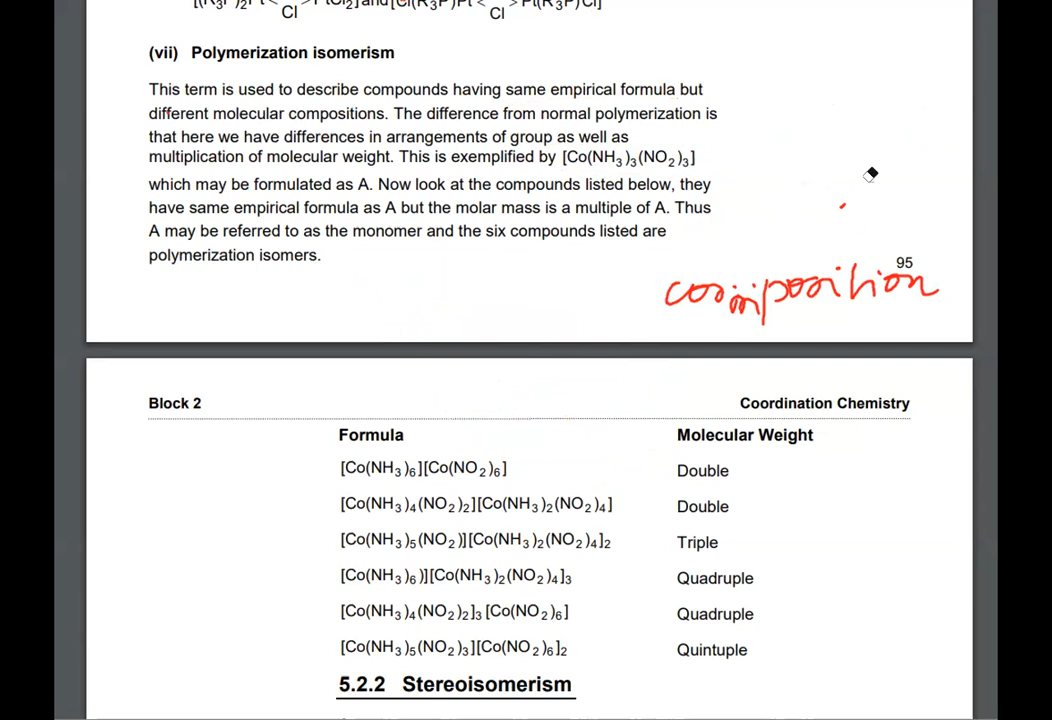 (vii) Polymerization isomerism
This term is used to describe compounds having same empirical formula but
different molecular compositions. The difference from normal polymerization is
that here we have differences in arrangements of group as well as
multiplication of molecular weight. This is exemplified by [Co(NH₃)₃(NO₂)₃]
which may be formulated as A. Now look at the compounds listed below, they
have same empirical formula as A but the molar mass is a multiple of A. Thus
A may be referred to as the monomer and the six compounds listed are
polymerization isomers.
95
composition
Block 2 Coordination Chemistry
Formula Molecular Weight
[Co(NH₃)₆][Co(NO₂)₆] Double
[Co(NH₃)₄(NO₂)₂][Co(NH₃)₂(NO₂)₄] Double
[Co(NH₃)₅(NO₂)][Co(NH₃)₂(NO₂)₄]₂ Triple
[Co(NH₃)₆)][Co(NH₃)₂(NO₂)₄]₃ Quadruple
[Co(NH₃)₄(NO₂)₂]₃[Co(NO₂)₆] Quadruple
[Co(NH₃)₅(NO₂)₃][Co(NO₂)₆]₂ Quintuple
5.2.2 Stereoisomerism